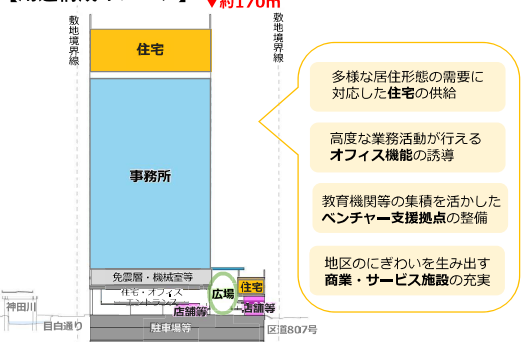 ▼約170m
敷地境界線
敷地境界線
住宅
事務所
免震層・機械室等
住宅・オフィス
エントランス
店舗等
広場
住宅
店舗等
神田川
目白通り
駐車場等
区道807号
多様な居住形態の需要に
対応した住宅の供給
高度な業務活動が行える
オフィス機能の誘導
教育機関等の集積を活かした
ベンチャー支援拠点の整備
地区のにぎわいを生み出す
商業・サービス施設の充実